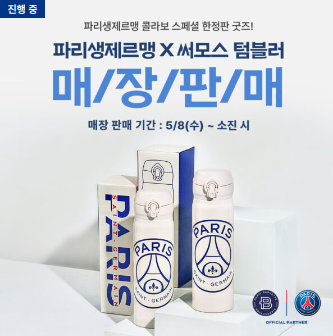 진행 중
파리생제르맹 콜라보 스페셜 한정판 굿즈!
파리생제르맹 X 써모스 텀블러
매/장/판/매
매장 판매 기간 : 5/8(수) ~ 소진 시
PARIS
SAINT-GERMAIN
PARIS
SAINT-GERMAIN
PARIS
SAINT-GERMAIN
B
PARIS
OFFICIAL PARTNER